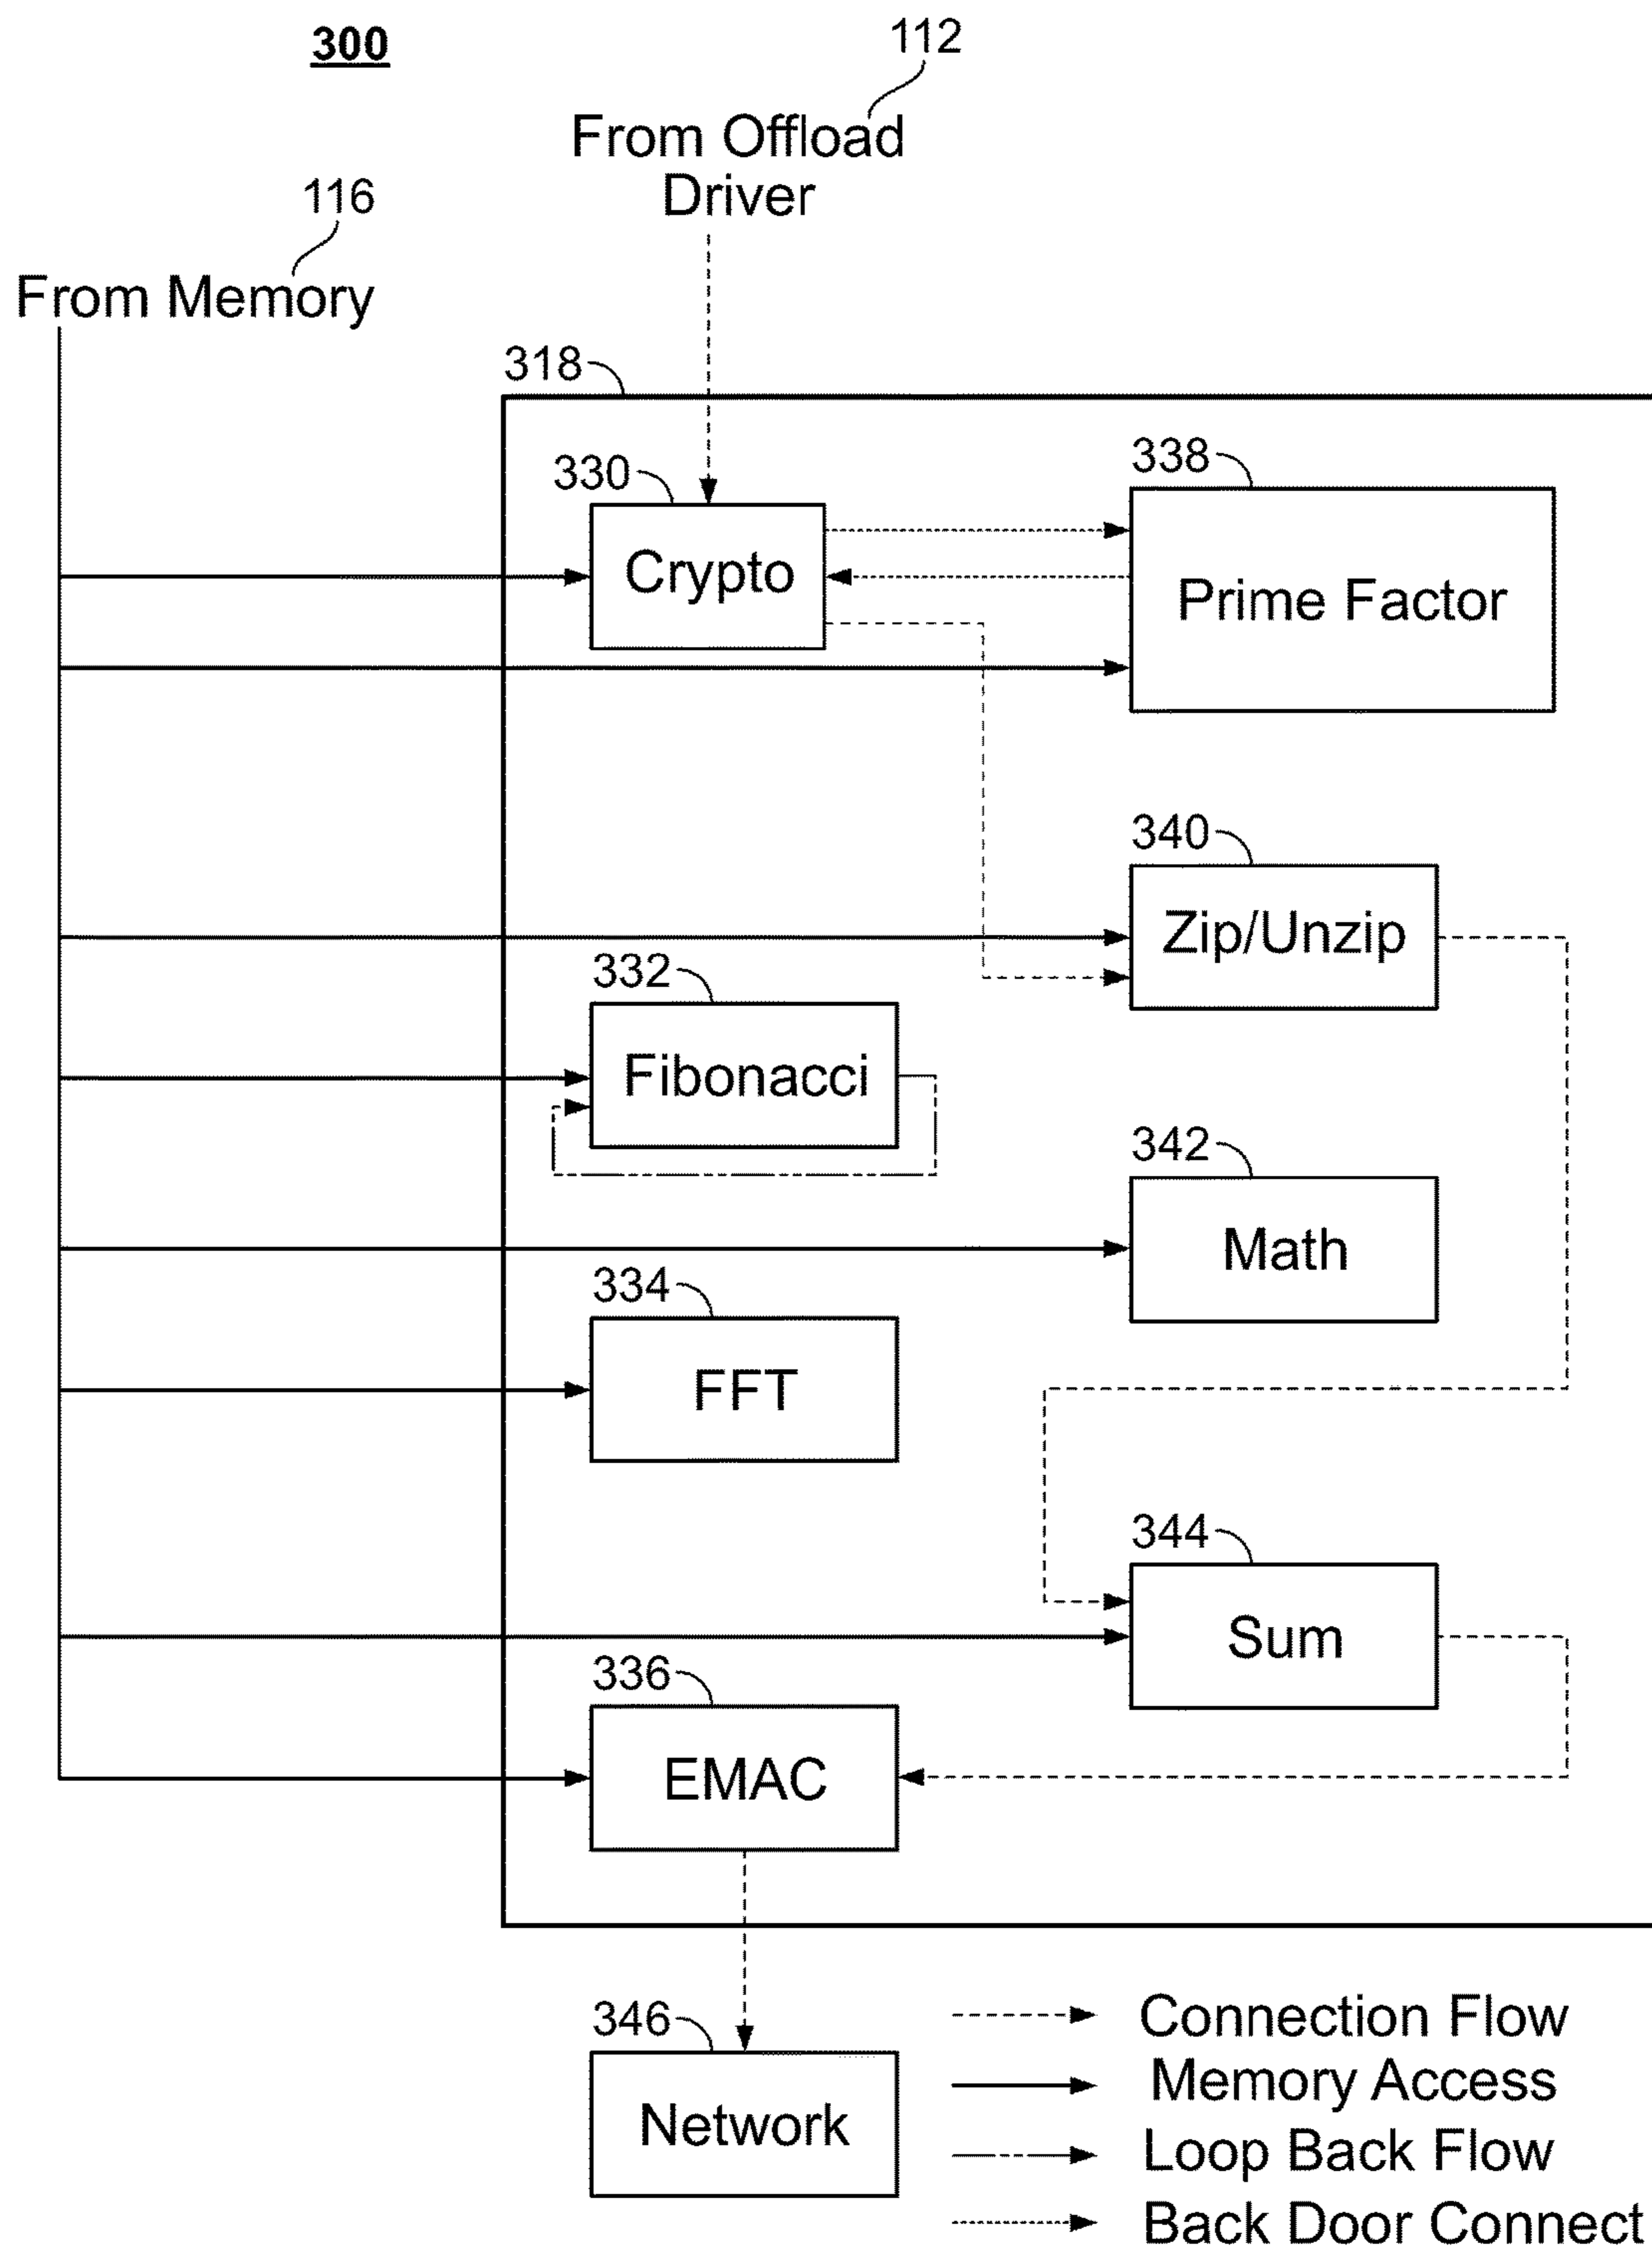 300
112
From Offload
Driver
116
From Memory
318
330
338
Crypto
Prime Factor
340
Zip/Unzip
332
Fibonacci
342
Math
334
FFT
344
Sum
336
EMAC
346
Network
Connection Flow
Memory Access
Loop Back Flow
Back Door Connect